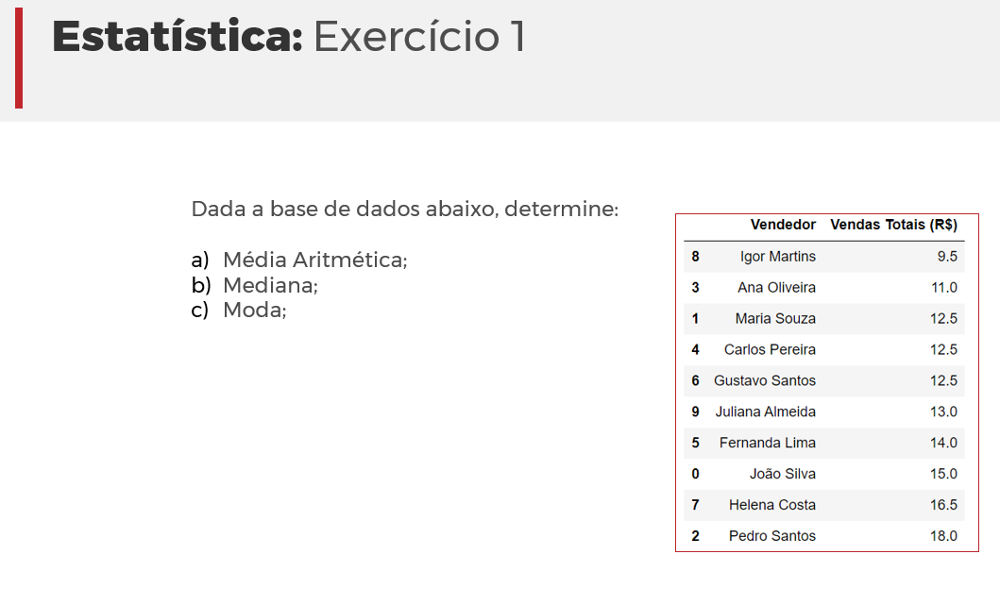 Estatística: Exercício 1
Dada a base de dados abaixo, determine:
a) Média Aritmética;
b) Mediana;
c) Moda;
Vendedor Vendas Totais (R$)
8 Igor Martins 9.5
3 Ana Oliveira 11.0
1 Maria Souza 12.5
4 Carlos Pereira 12.5
6 Gustavo Santos 12.5
9 Juliana Almeida 13.0
5 Fernanda Lima 14.0
0 João Silva 15.0
7 Helena Costa 16.5
2 Pedro Santos 18.0